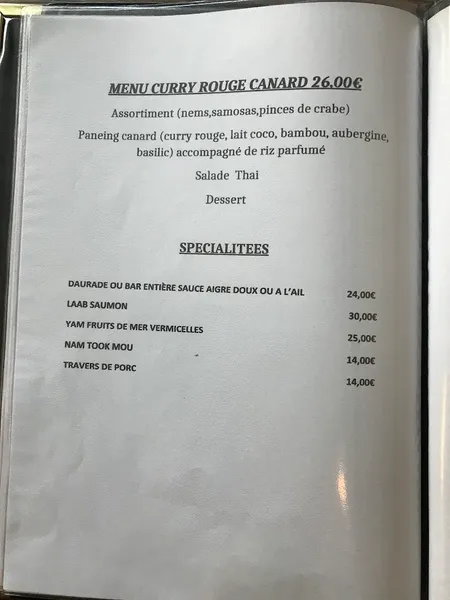 MENU CURRY ROUGE CANARD 26,00€
Assortiment (nems,samosas,pinces de crabe)
Paneing canard (curry rouge, lait coco, bambou, aubergine,
basilic) accompagné de riz parfumé
Salade Thai
Dessert
SPECIALITEES
DAURADE OU BAR ENTIÈRE SAUCE AIGRE DOUX OU A L'AIL 24,00€
LAAB SAUMON 30,00€
YAM FRUITS DE MER VERMICELLES 25,00€
NAM TOOK MOU 14,00€
TRAVERS DE PORC 14,00€